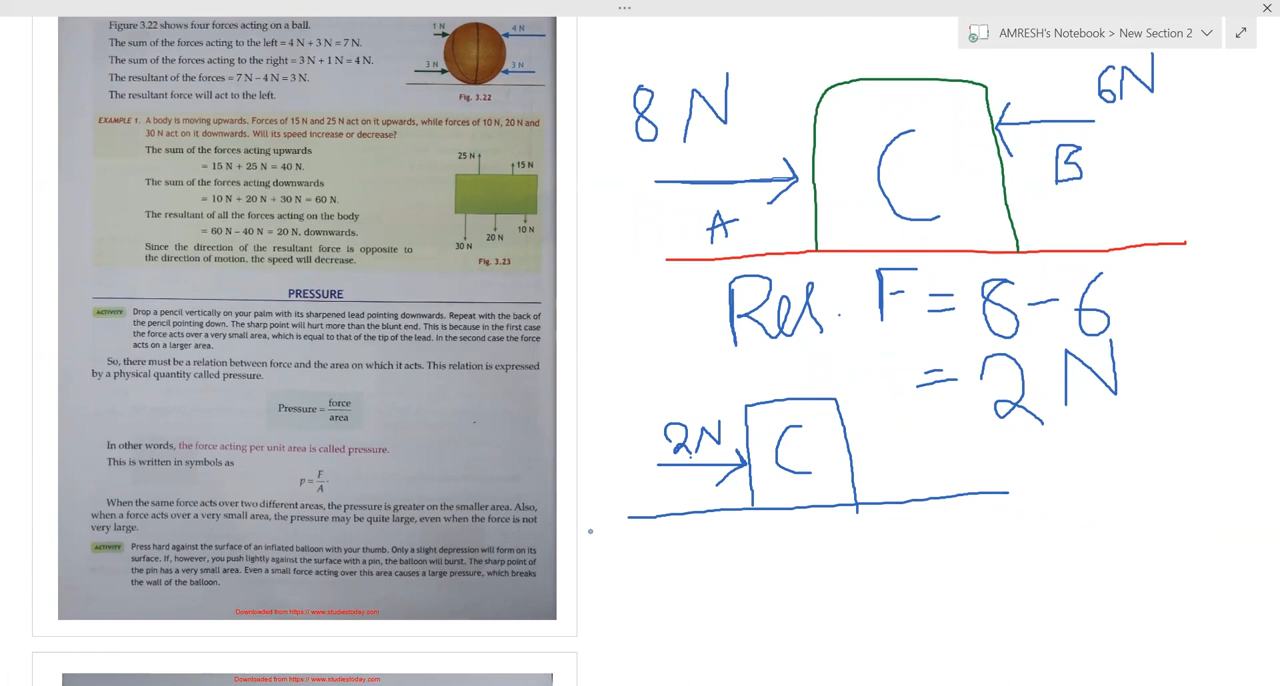 AMRESH's Notebook > New Section 2
Figure 3.22 shows four forces acting on a ball.
The sum of the forces acting to the left = 4 N + 3 N = 7 N.
The sum of the forces acting to the right = 3 N + 1 N = 4 N.
The resultant of the forces = 7 N – 4 N = 3 N.
The resultant force will act to the left.
1 N
4 N
3 N
3 N
Fig. 3.22
EXAMPLE 1. A body is moving upwards. Forces of 15 N and 25 N act on it upwards, while forces of 10 N, 20 N and
30 N act on it downwards. Will its speed increase or decrease?
The sum of the forces acting upwards
= 15 N + 25 N = 40 N.
The sum of the forces acting downwards
= 10 N + 20 N + 30 N = 60 N.
The resultant of all the forces acting on the body
= 60 N – 40 N = 20 N, downwards.
Since the direction of the resultant force is opposite to
the direction of motion, the speed will decrease.
25 N
15 N
10 N
20 N
30 N
Fig. 3.23
PRESSURE
ACTIVITY Drop a pencil vertically on your palm with its sharpened lead pointing downwards. Repeat with the back of
the pencil pointing down. The sharp point will hurt more than the blunt end. This is because in the first case
the force acts over a very small area, which is equal to that of the tip of the lead. In the second case the force
acts on a larger area.
So, there must be a relation between force and the area on which it acts. This relation is expressed
by a physical quantity called pressure.
Pressure = force
area
In other words, the force acting per unit area is called pressure.
This is written in symbols as
p = F
A.
When the same force acts over two different areas, the pressure is greater on the smaller area. Also,
when a force acts over a very small area, the pressure may be quite large, even when the force is not
very large.
ACTIVITY Press hard against the surface of an inflated balloon with your thumb. Only a slight depression will form on its
surface. If, however, you push lightly against the surface with a pin, the balloon will burst. The sharp point of
the pin has a very small area. Even a small force acting over this area causes a large pressure, which breaks
the wall of the balloon.
Downloaded from https:// www.studiestoday.com
Downloaded from https:// www.studiestoday.com
8 N
A
C
6N
B
Res. F = 8 - 6
= 2 N
2N
C